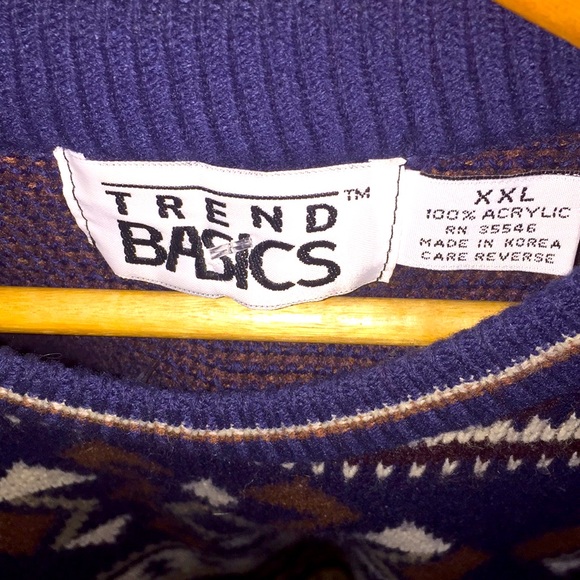 TREND™
BASICS
XXL
100% ACRYLIC
RN 35546
MADE IN KOREA
CARE REVERSE